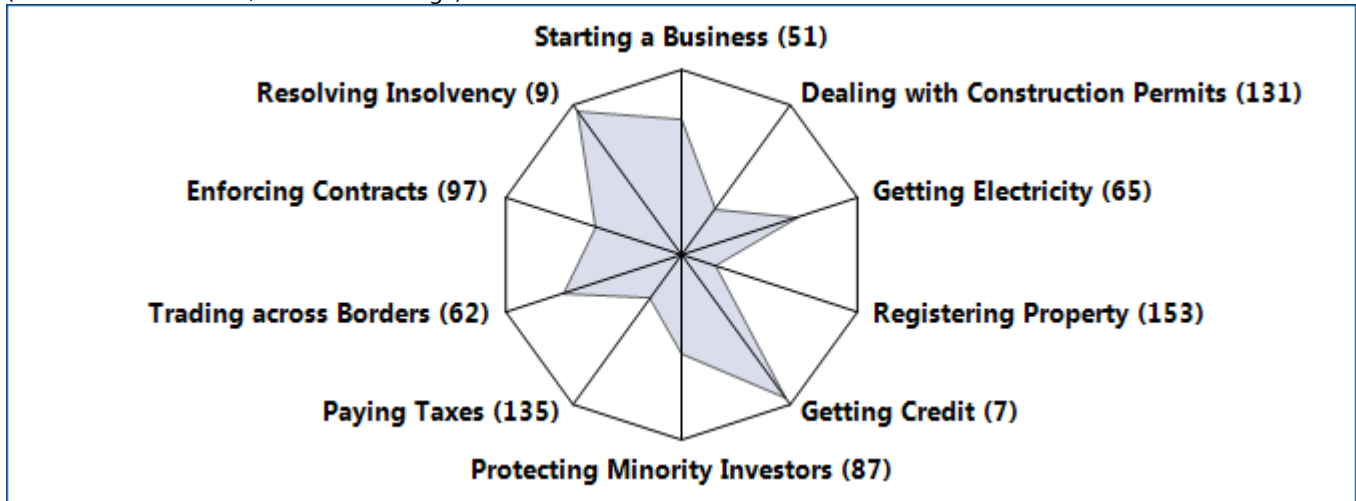 Starting a Business (51)
Resolving Insolvency (9)
Dealing with Construction Permits (131)
Enforcing Contracts (97)
Getting Electricity (65)
Trading across Borders (62)
Registering Property (153)
Paying Taxes (135)
Getting Credit (7)
Protecting Minority Investors (87)